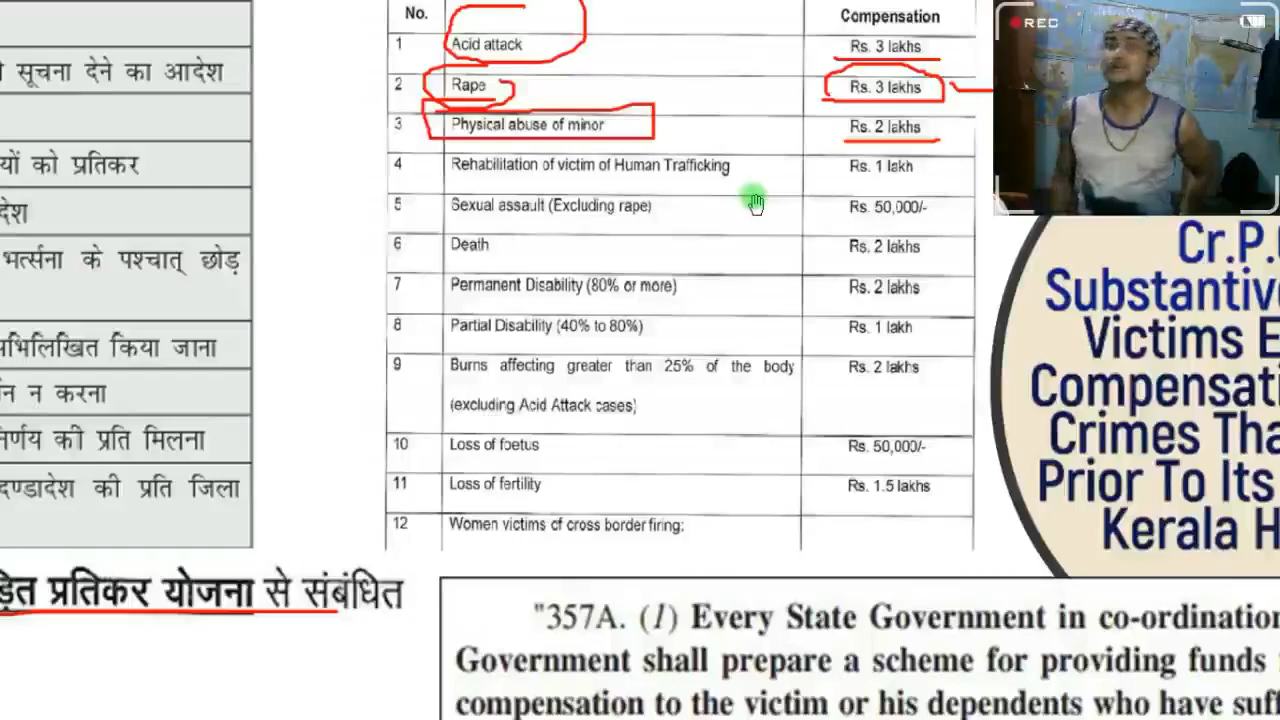 ी सूचना देने का आदेश
यों को प्रतिकर
देश
भर्त्सना के पश्चात् छोड़
अभिलिखित किया जाना
न न करना
निर्णय की प्रति मिलना
दण्डादेश की प्रति जिला
No. Compensation
1 Acid attack Rs. 3 lakhs
2 Rape Rs. 3 lakhs
3 Physical abuse of minor Rs. 2 lakhs
4 Rehabilitation of victim of Human Trafficking Rs. 1 lakh
5 Sexual assault (Excluding rape) Rs. 50,000/-
6 Death Rs. 2 lakhs
7 Permanent Disability (80% or more) Rs. 2 lakhs
8 Partial Disability (40% to 80%) Rs. 1 lakh
9 Burns affecting greater than 25% of the body Rs. 2 lakhs
(excluding Acid Attack cases)
10 Loss of foetus Rs. 50,000/-
11 Loss of fertility Rs. 1.5 lakhs
12 Women victims of cross border firing:
REC
Cr.P.
Substantiv
Victims E
Compensati
Crimes Tha
Prior To Its
Kerala H
ड़ित प्रतिकर योजना से संबंधित
"357A. (1) Every State Government in co-ordination
Government shall prepare a scheme for providing funds
compensation to the victim or his dependents who have suff